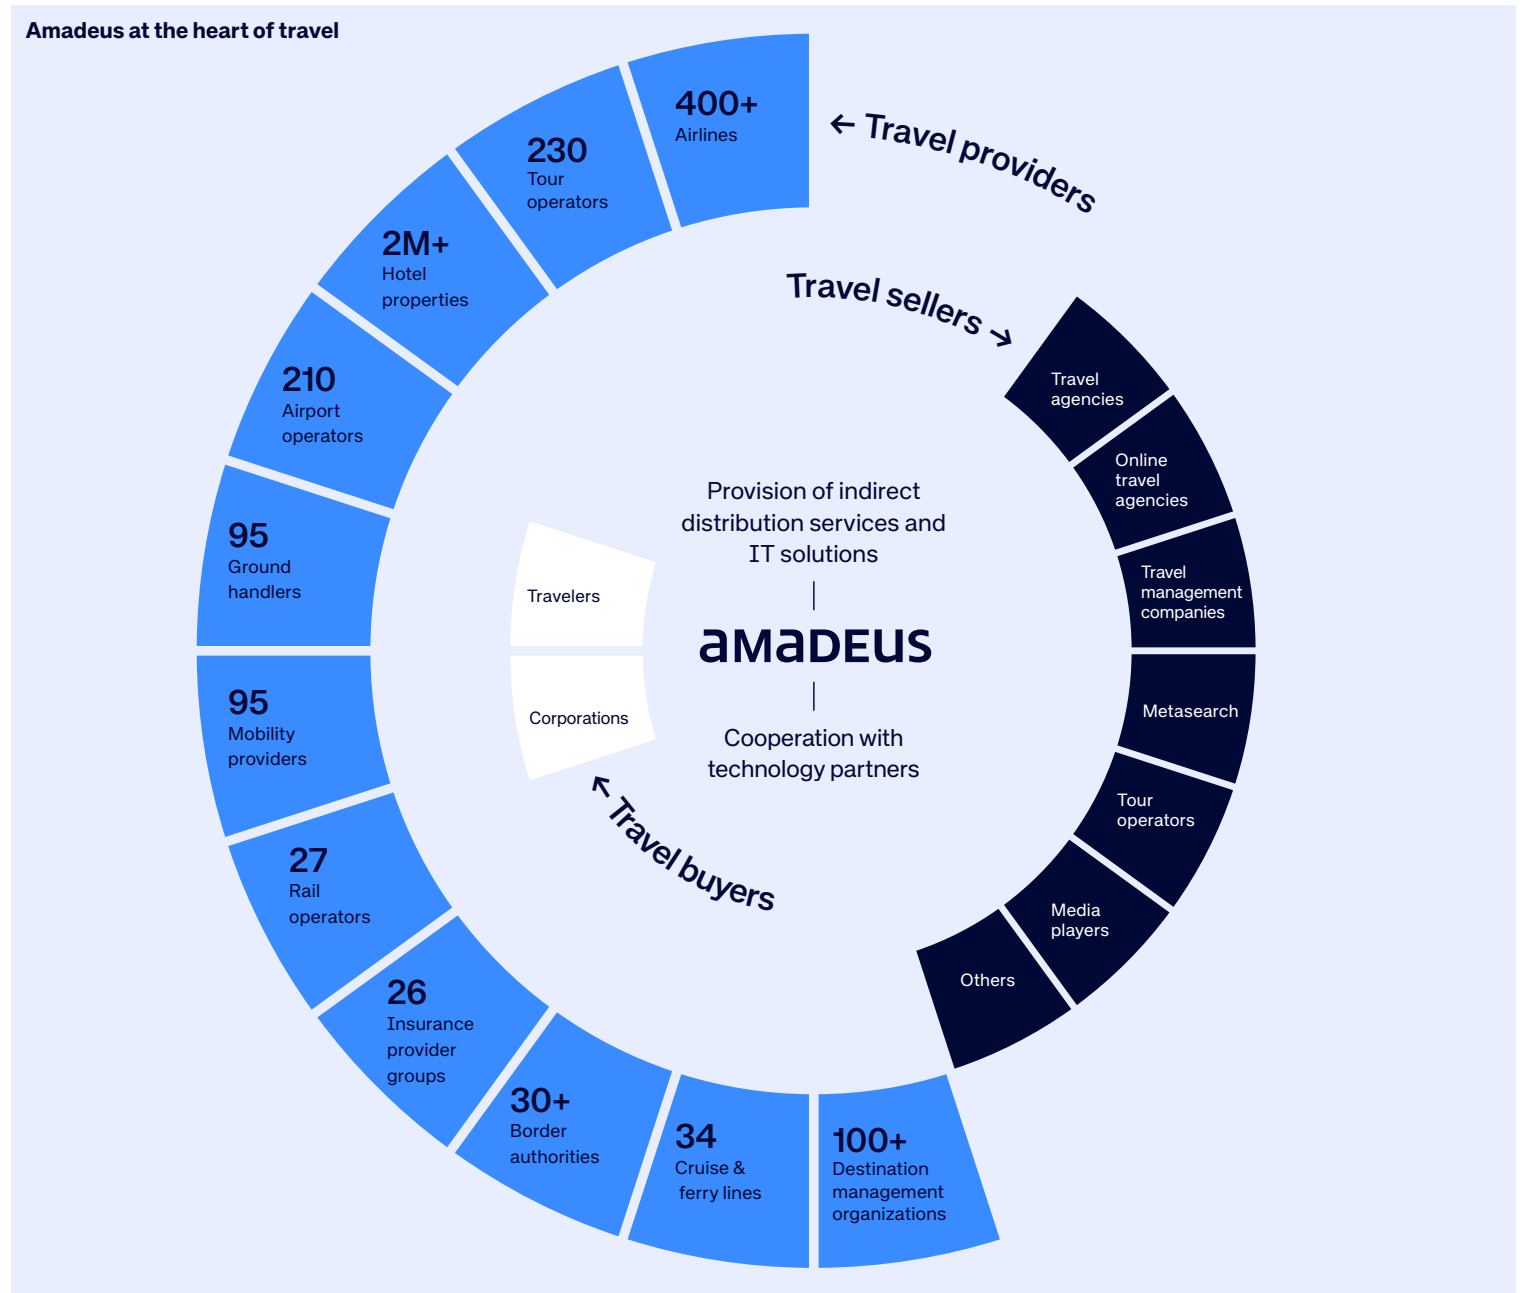 Amadeus at the heart of travel
← Travel providers
400+
Airlines
230
Tour
operators
2M+
Hotel
properties
210
Airport
operators
95
Ground
handlers
95
Mobility
providers
27
Rail
operators
26
Insurance
provider
groups
30+
Border
authorities
34
Cruise &
ferry lines
100+
Destination
management
organizations
Travel sellers →
Travel
agencies
Online
travel
agencies
Travel
management
companies
Metasearch
Tour
operators
Media
players
Others
Provision of indirect
distribution services and
IT solutions
aMaDEUS
Cooperation with
technology partners
Travelers
Corporations
↖ Travel buyers